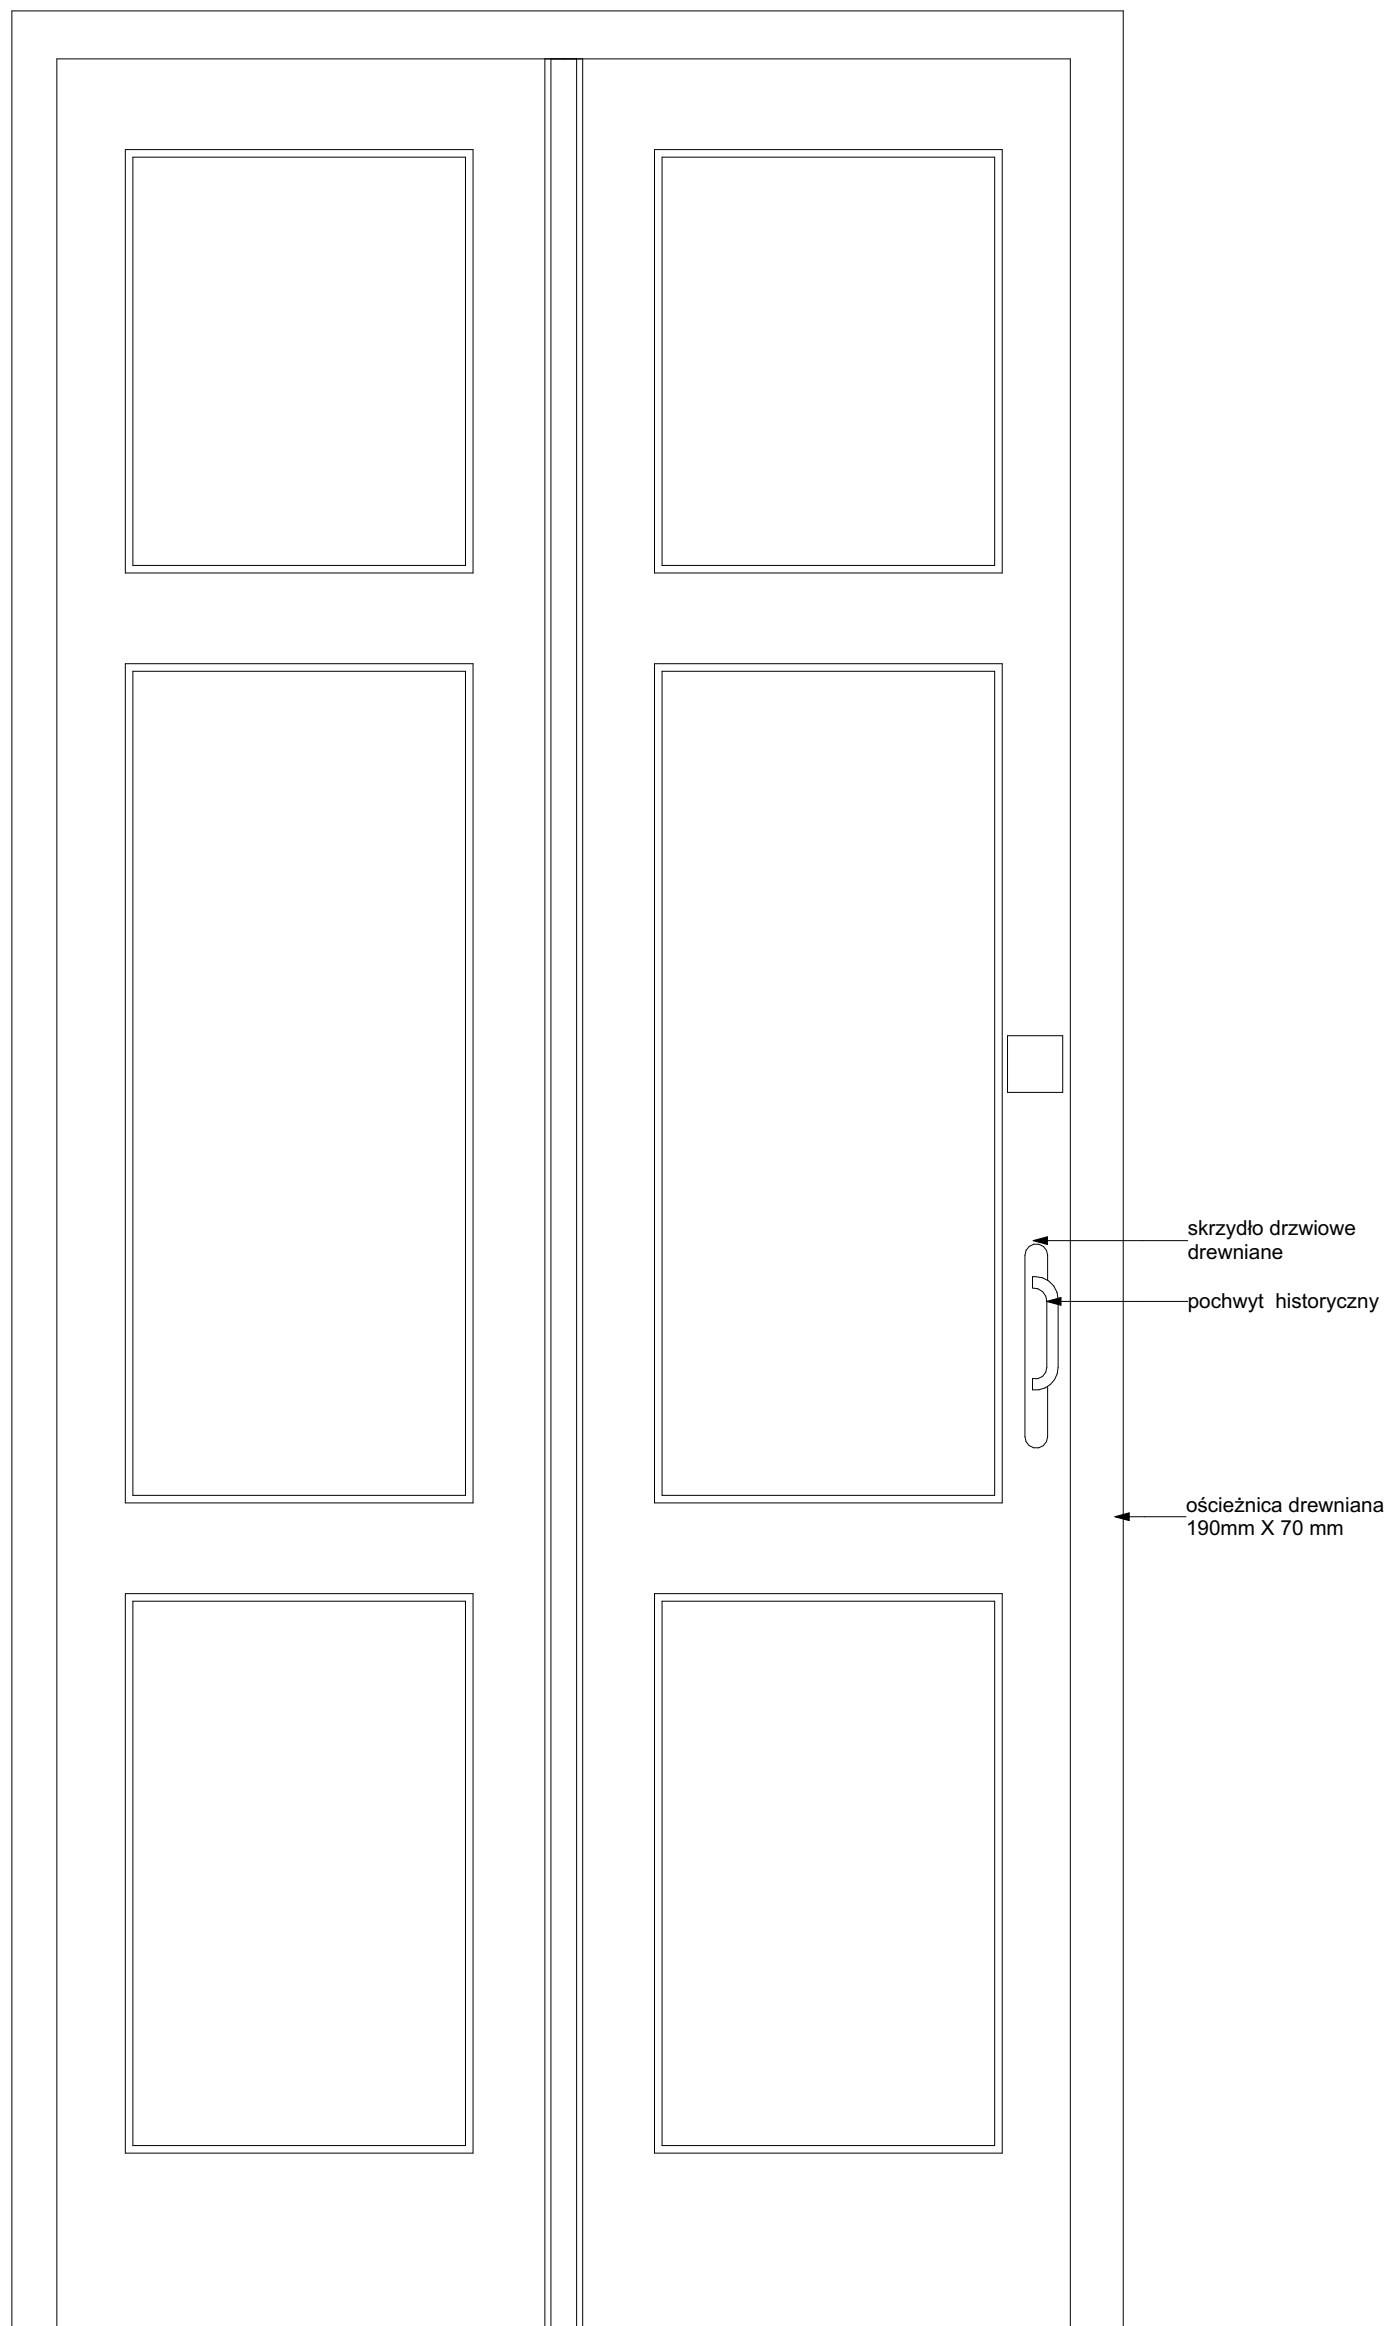 skrzydło drzwiowe
drewniane
pochwyt  historyczny
ościeżnica drewniana
190mm X 70 mm